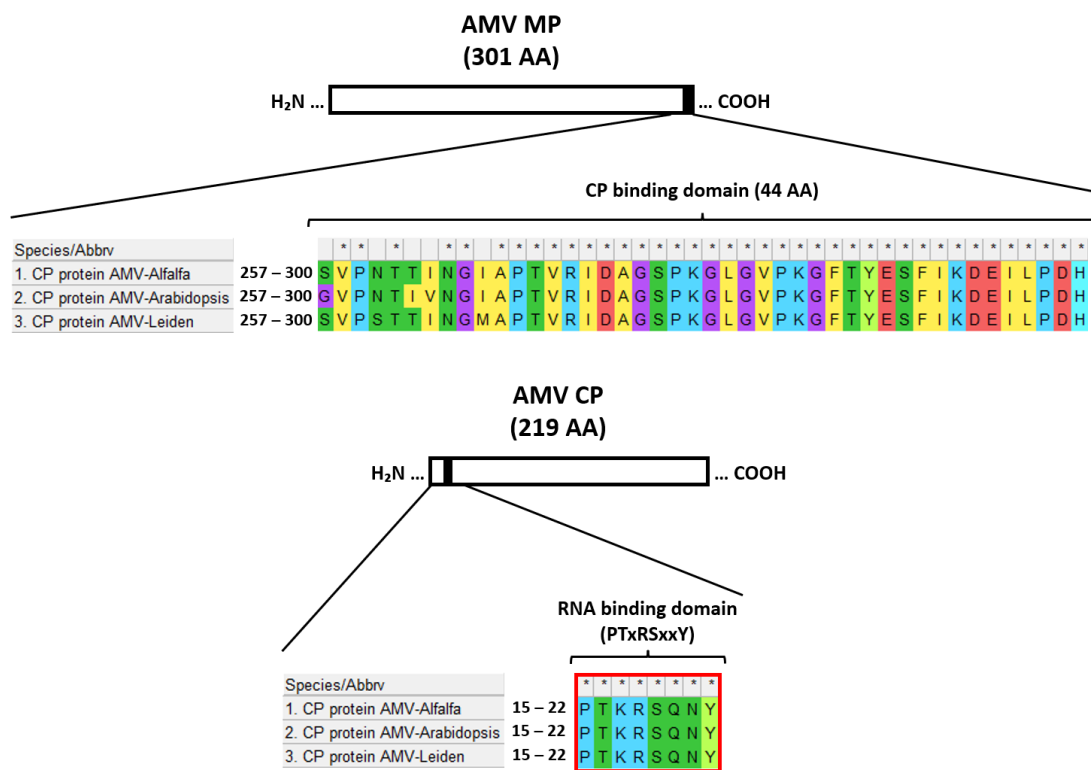 AMV MP
(301 AA)
H₂N ... ... COOH
CP binding domain (44 AA)
Species/Abbrv * * * * * * * * * * * * * * * * * * * * * * * * * * * * * * * * * * * * * * *
1. CP protein AMV-Alfalfa 257 – 300 S V P N T T I N G I A P T V R I D A G S P K G L G V P K G F T Y E S F I K D E I L P D H
2. CP protein AMV-Arabidopsis 257 – 300 G V P N T I V N G I A P T V R I D A G S P K G L G V P K G F T Y E S F I K D E I L P D H
3. CP protein AMV-Leiden 257 – 300 S V P S T T I N G M A P T V R I D A G S P K G L G V P K G F T Y E S F I K D E I L P D H
AMV CP
(219 AA)
H₂N ... ... COOH
RNA binding domain
(PTxRSxxY)
Species/Abbrv * * * * * * * *
1. CP protein AMV-Alfalfa 15 – 22 P T K R S Q N Y
2. CP protein AMV-Arabidopsis 15 – 22 P T K R S Q N Y
3. CP protein AMV-Leiden 15 – 22 P T K R S Q N Y